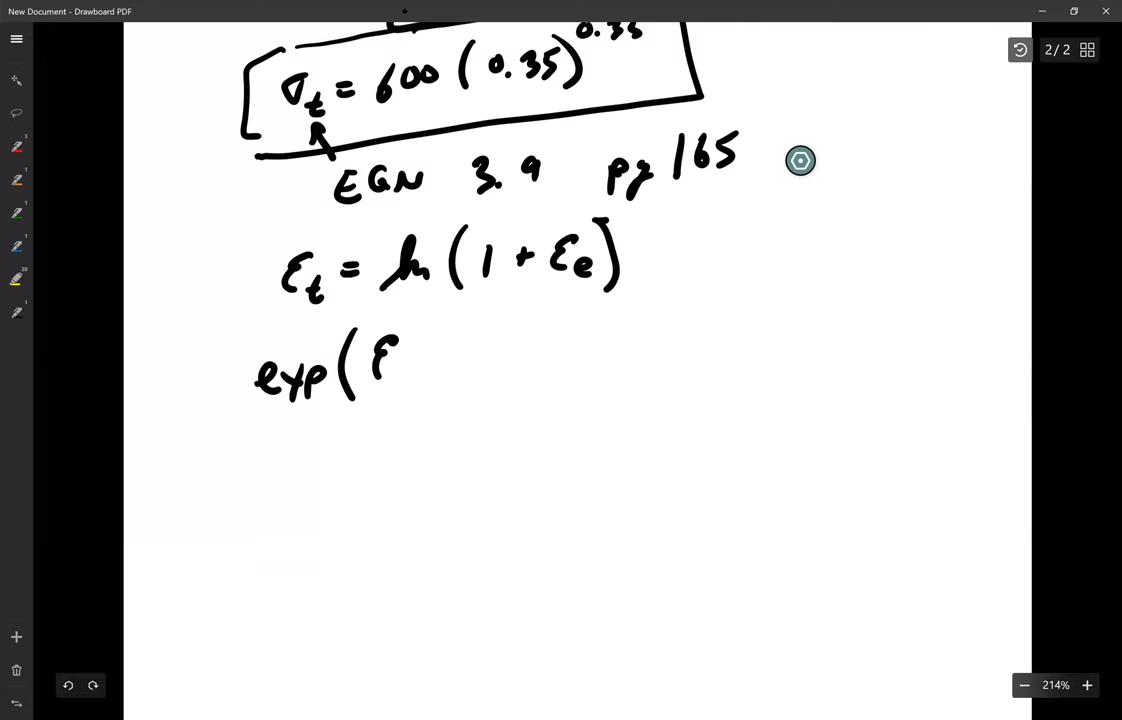 New Document - Drawboard PDF
2/2
σt = 600 (0.35)^0.35
EQN 3.9 pg 165
εt = ln (1 + εe)
exp( ε
214%